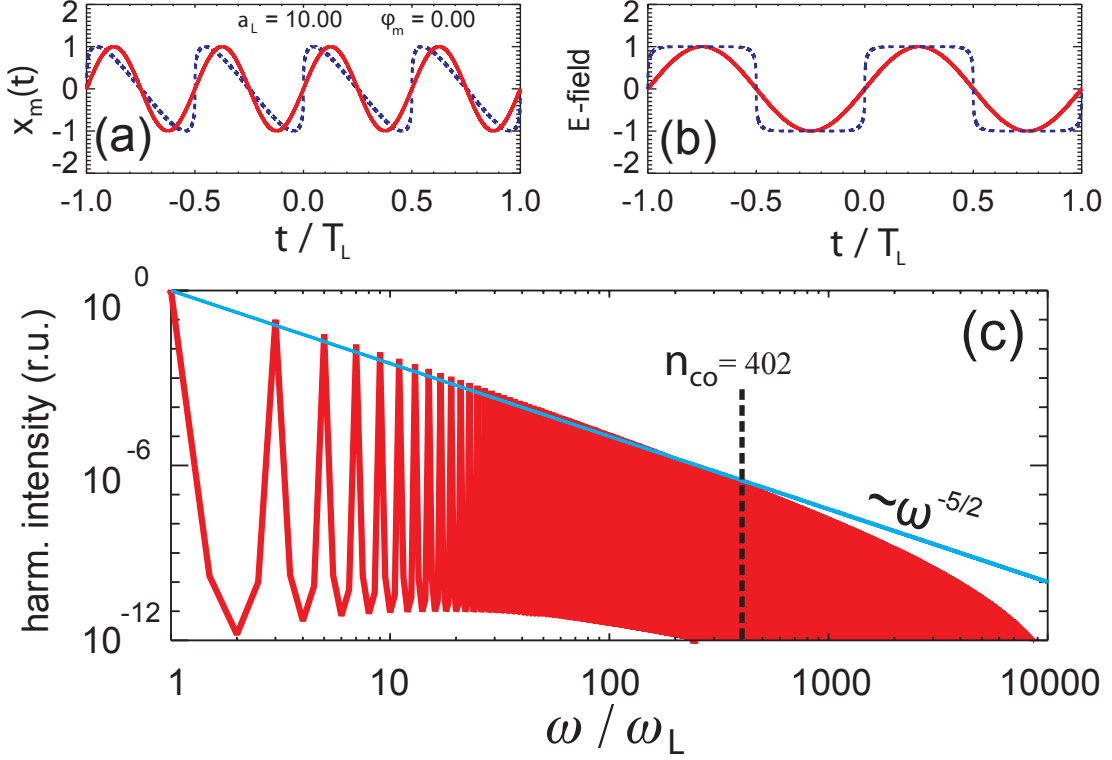 a_L = 10.00 φ_m = 0.00
x_m(t)
2
1
0
-1
-2
(a)
-1.0 -0.5 0.0 0.5 1.0
t / T_L
E-field
2
1
0
-1
-2
(b)
-1.0 -0.5 0.0 0.5 1.0
t / T_L
harm. intensity (r.u.)
10^0
10^-6
10^-12
(c)
n_co = 402
~ω^-5/2
1 10 100 1000 10000
ω / ω_L